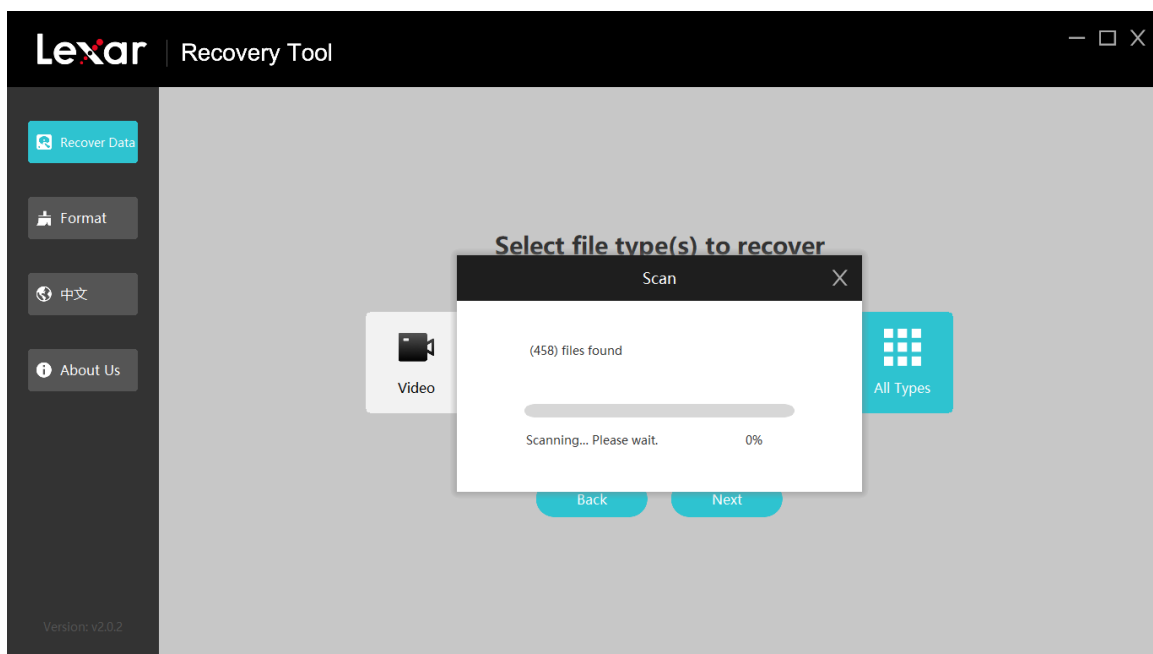 Lexar | Recovery Tool
Recover Data
Format
中文
About Us
Version: v2.0.2
Select file type(s) to recover
Scan
(458) files found
Scanning... Please wait. 0%
Video
All Types
Back Next